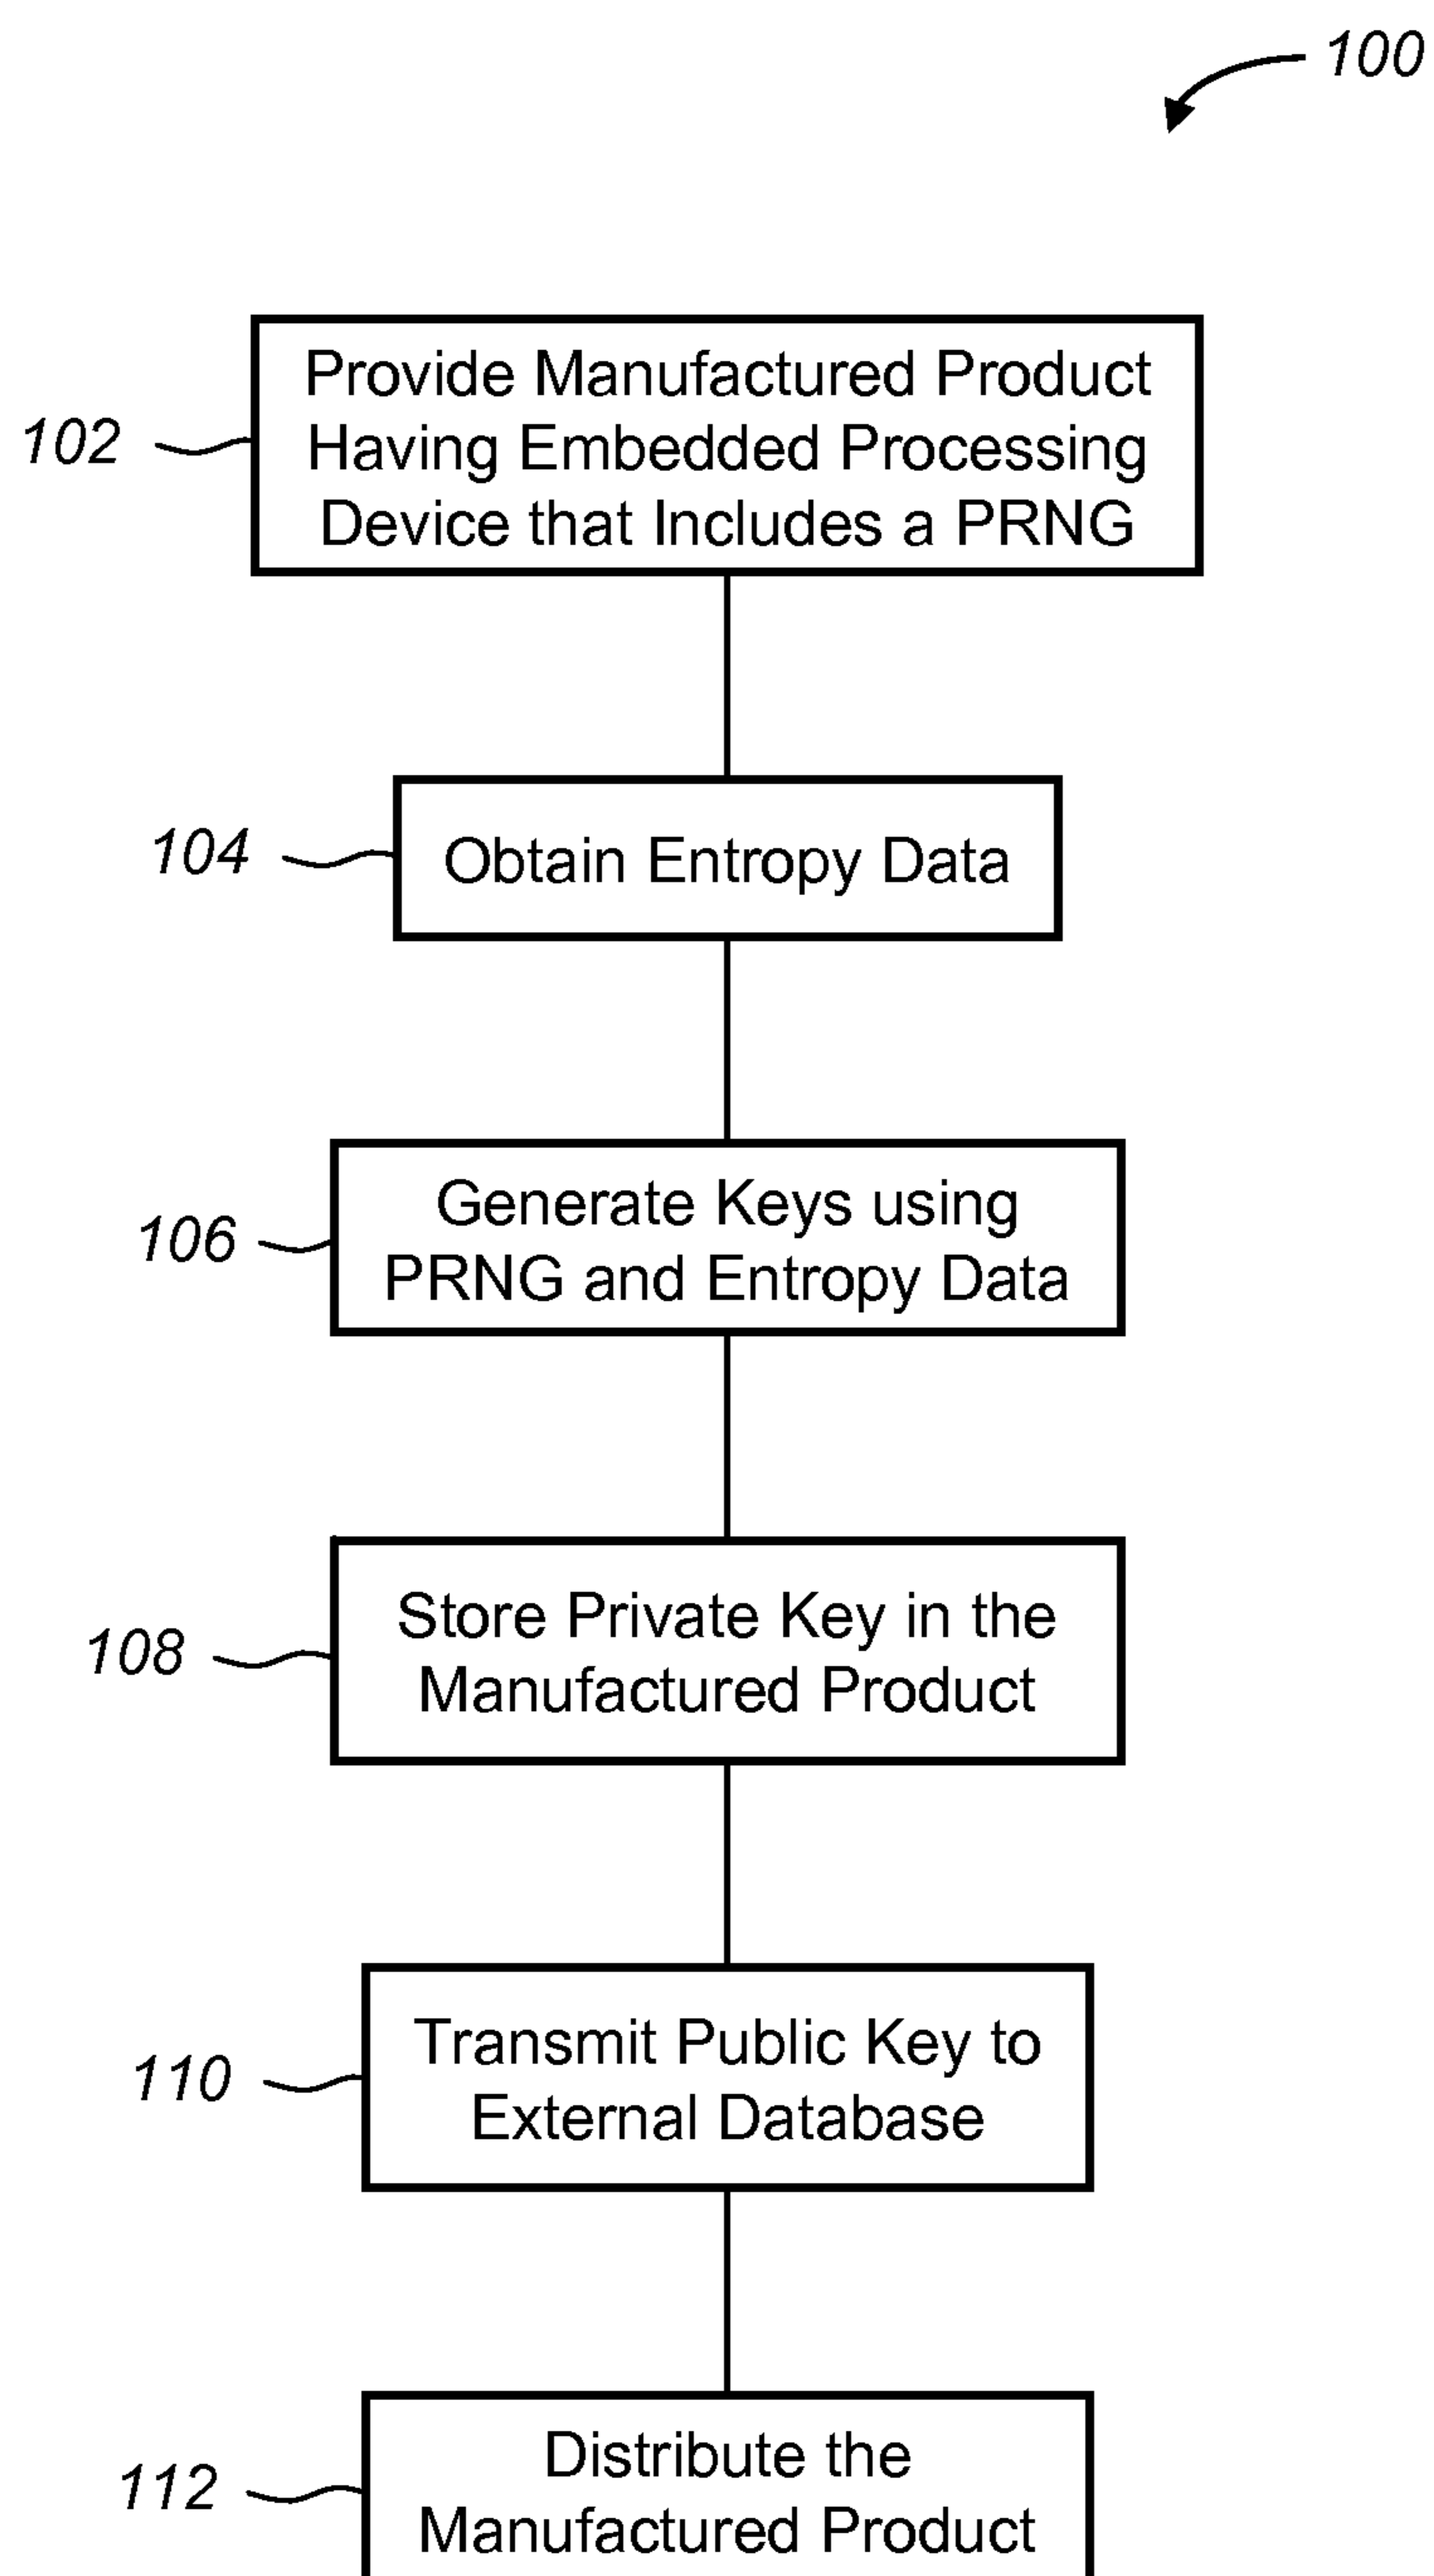 100
102
Provide Manufactured Product
Having Embedded Processing
Device that Includes a PRNG
104
Obtain Entropy Data
106
Generate Keys using
PRNG and Entropy Data
108
Store Private Key in the
Manufactured Product
110
Transmit Public Key to
External Database
112
Distribute the
Manufactured Product